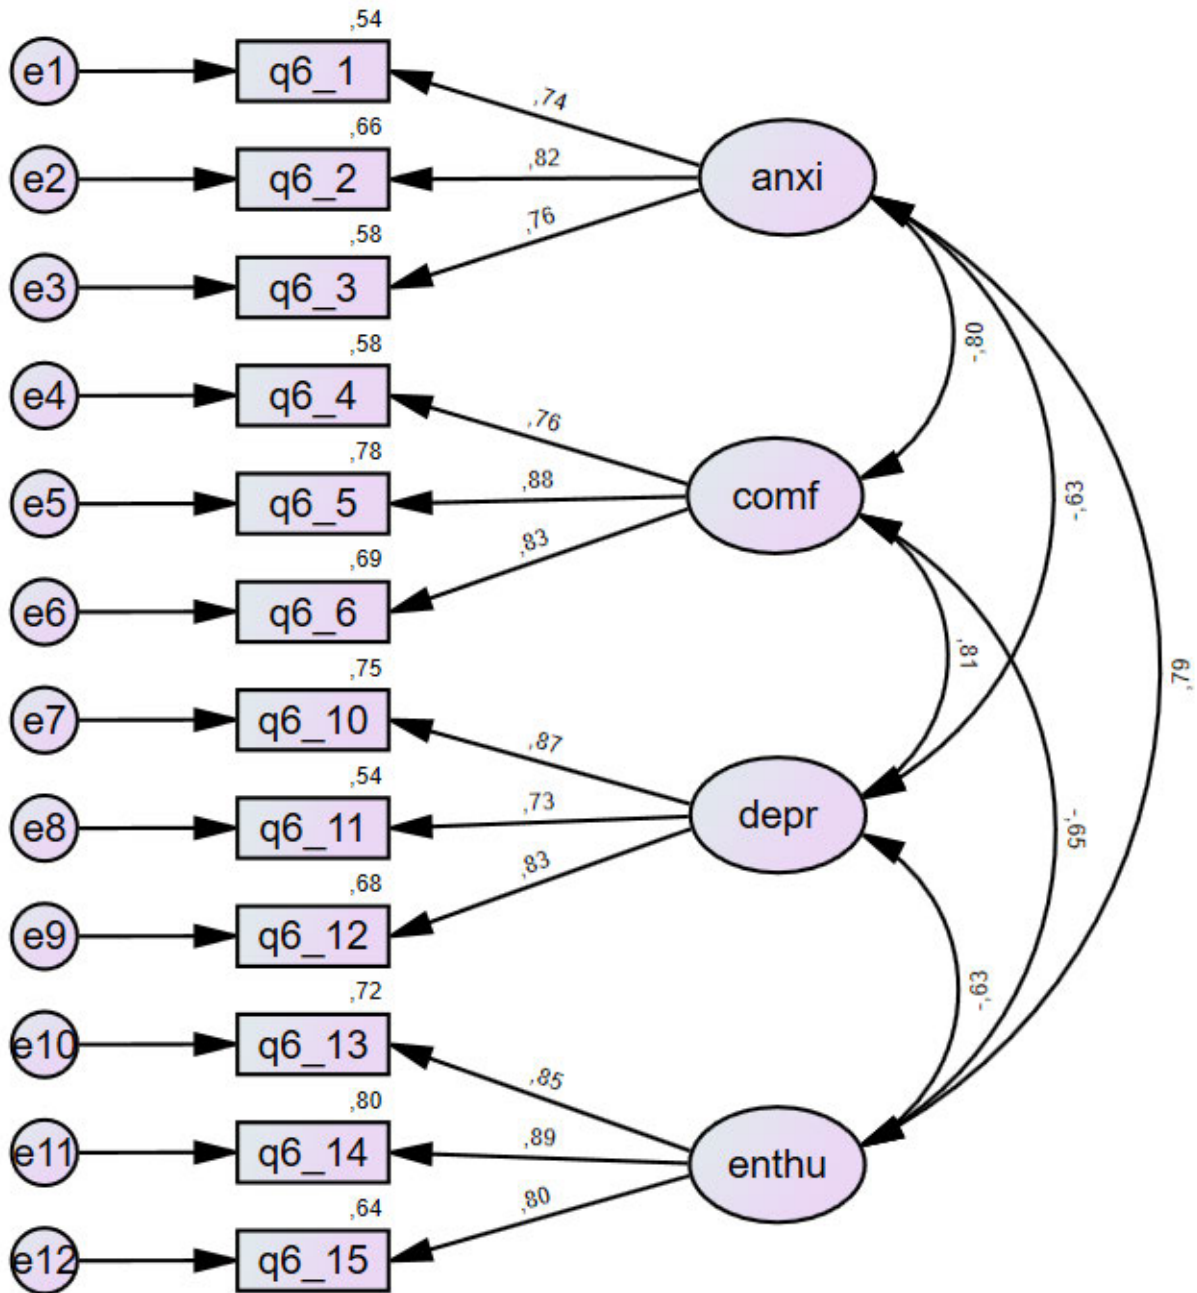 ,54
e1 q6_1
,74
,66
e2 q6_2
,82
anxi
,58
e3 q6_3
,76
-,80
,58
e4 q6_4
,76
,78
e5 q6_5
,88
comf
-,63
,69
e6 q6_6
,83
,81
,79
,75
e7 q6_10
,87
,54
e8 q6_11
,73
depr
-,65
,68
e9 q6_12
,83
-,63
,72
e10 q6_13
,85
,80
e11 q6_14
,89
enthu
,64
e12 q6_15
,80